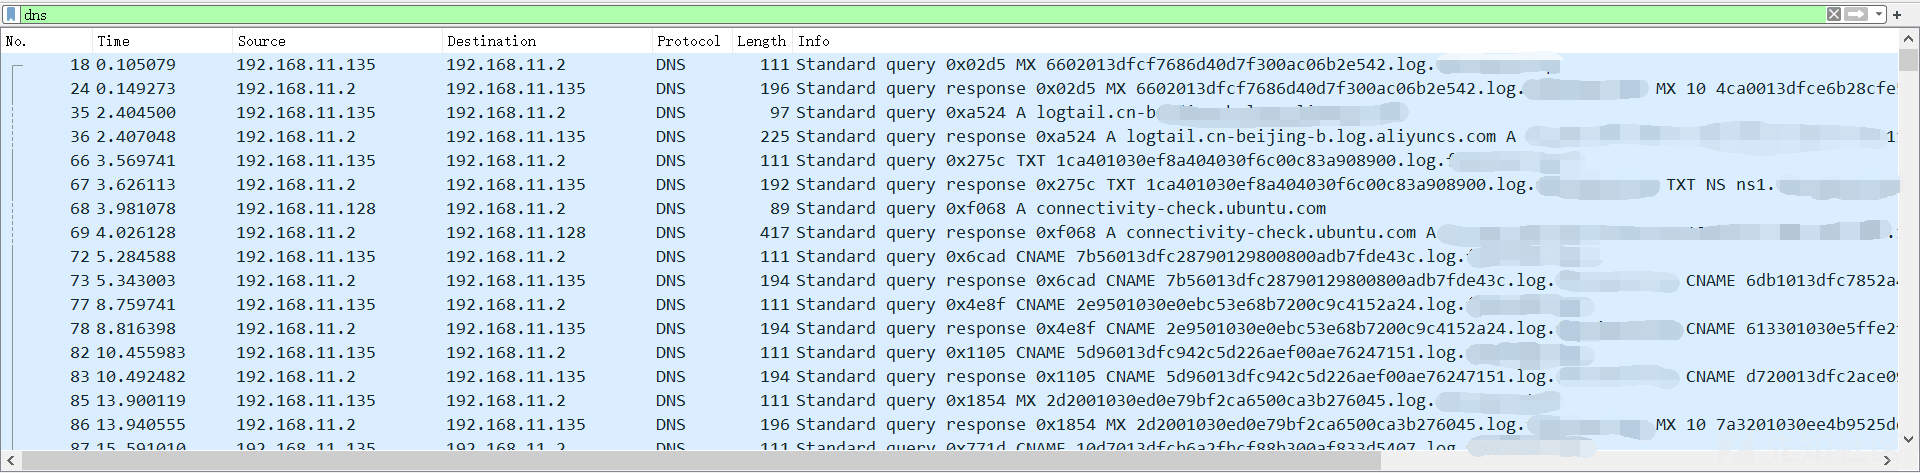 dns
No. Time Source Destination Protocol Length Info
18 0.105079 192.168.11.135 192.168.11.2 DNS 111 Standard query 0x02d5 MX 6602013dfcf7686d40d7f300ac06b2e542.log.
24 0.149273 192.168.11.2 192.168.11.135 DNS 196 Standard query response 0x02d5 MX 6602013dfcf7686d40d7f300ac06b2e542.log. MX 10 4ca0013dfce6b28cfe
35 2.404500 192.168.11.135 192.168.11.2 DNS 97 Standard query 0xa524 A logtail.cn-b
36 2.407048 192.168.11.2 192.168.11.135 DNS 225 Standard query response 0xa524 A logtail.cn-beijing-b.log.aliyuncs.com A
66 3.569741 192.168.11.135 192.168.11.2 DNS 111 Standard query 0x275c TXT 1ca401030ef8a404030f6c00c83a908900.log.
67 3.626113 192.168.11.2 192.168.11.135 DNS 192 Standard query response 0x275c TXT 1ca401030ef8a404030f6c00c83a908900.log. TXT NS ns1.
68 3.981078 192.168.11.128 192.168.11.2 DNS 89 Standard query 0xf068 A connectivity-check.ubuntu.com
69 4.026128 192.168.11.2 192.168.11.128 DNS 417 Standard query response 0xf068 A connectivity-check.ubuntu.com A
72 5.284588 192.168.11.135 192.168.11.2 DNS 111 Standard query 0x6cad CNAME 7b56013dfc28790129800800adb7fde43c.log.
73 5.343003 192.168.11.2 192.168.11.135 DNS 194 Standard query response 0x6cad CNAME 7b56013dfc28790129800800adb7fde43c.log. CNAME 6db1013dfc7852a
77 8.759741 192.168.11.135 192.168.11.2 DNS 111 Standard query 0x4e8f CNAME 2e9501030e0ebc53e68b7200c9c4152a24.log.
78 8.816398 192.168.11.2 192.168.11.135 DNS 194 Standard query response 0x4e8f CNAME 2e9501030e0ebc53e68b7200c9c4152a24.log. CNAME 613301030e5ffe2
82 10.455983 192.168.11.135 192.168.11.2 DNS 111 Standard query 0x1105 CNAME 5d96013dfc942c5d226aef00ae76247151.log.
83 10.492482 192.168.11.2 192.168.11.135 DNS 194 Standard query response 0x1105 CNAME 5d96013dfc942c5d226aef00ae76247151.log. CNAME d720013dfc2ace0
85 13.900119 192.168.11.135 192.168.11.2 DNS 111 Standard query 0x1854 MX 2d2001030ed0e79bf2ca6500ca3b276045.log.
86 13.940555 192.168.11.2 192.168.11.135 DNS 196 Standard query response 0x1854 MX 2d2001030ed0e79bf2ca6500ca3b276045.log. MX 10 7a3201030ee4b9525d
87 15.591010 192.168.11.135 192.168.11.2 DNS 111 Standard query 0x771d CNAME 10d7013dfcb6a2fbcf88b300af833d5407.log.